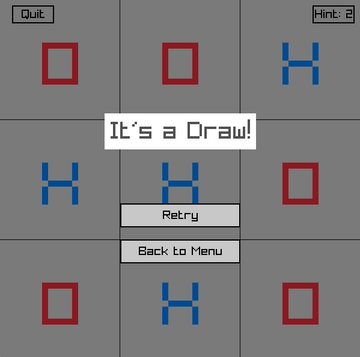 Quit
Hint: 2
O O X
It's a Draw!
X X O
Retry
Back to Menu
O X O